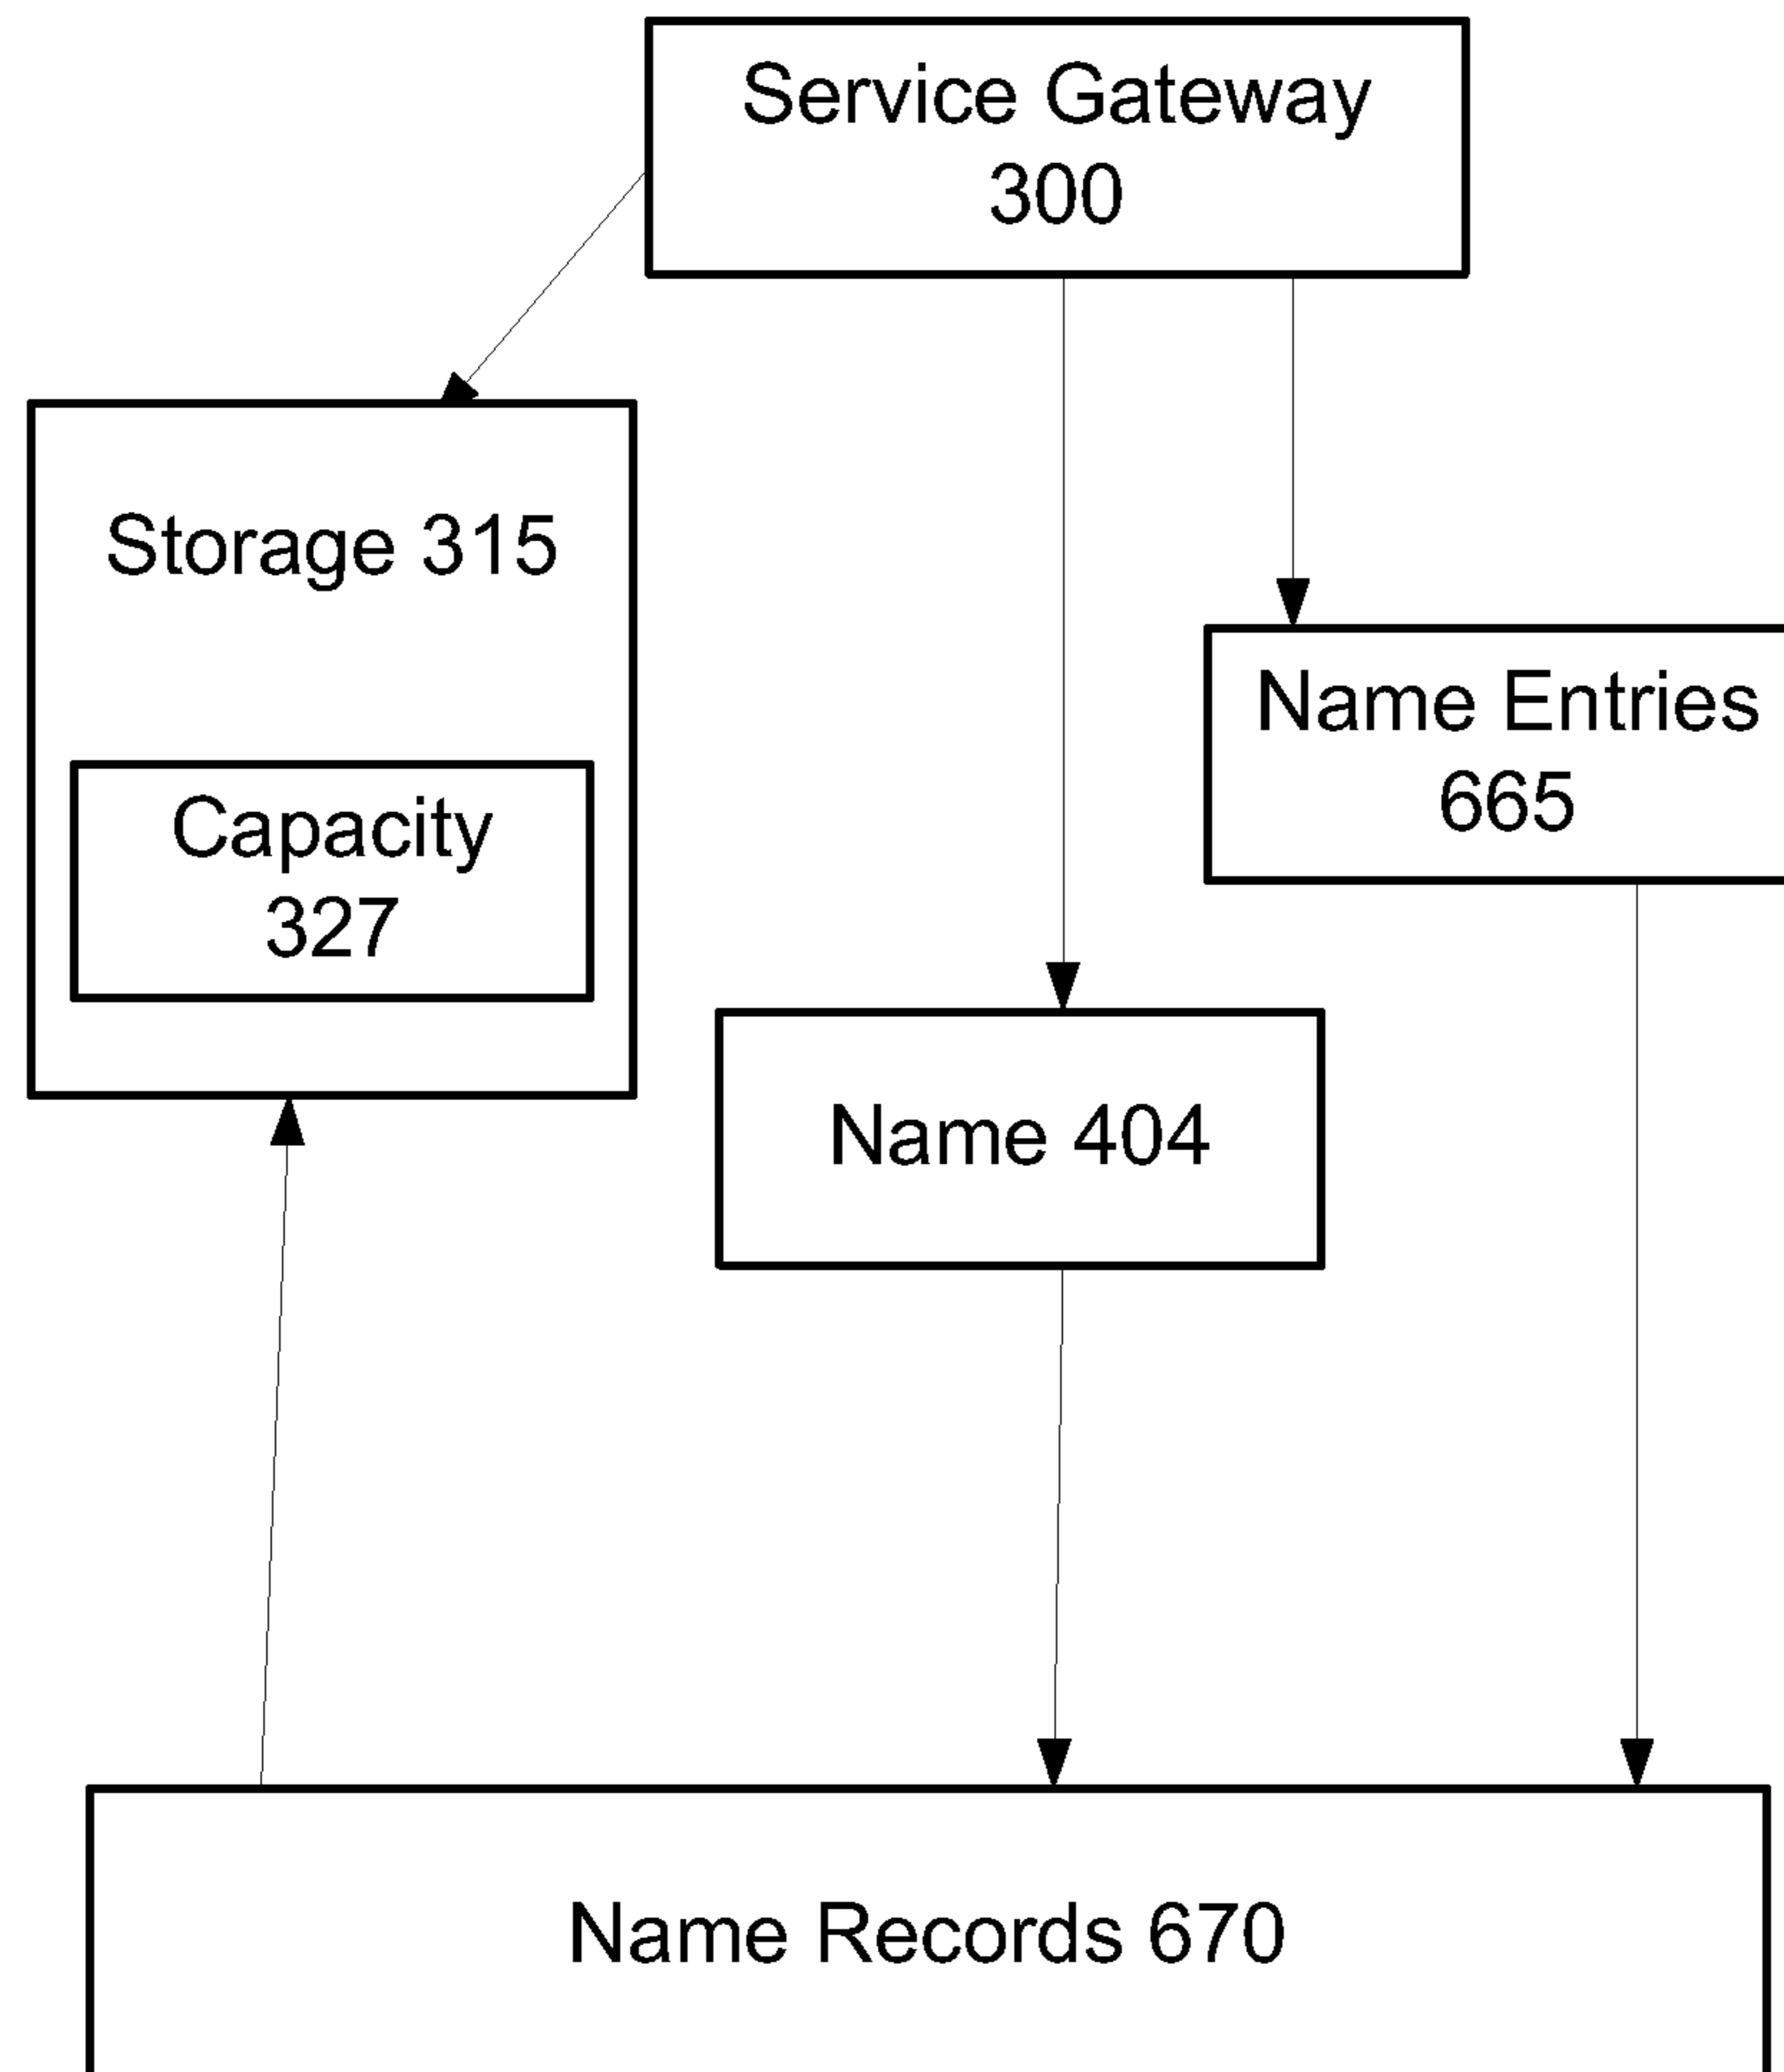 Service Gateway
300
Storage 315
Name Entries
665
Capacity
327
Name 404
Name Records 670